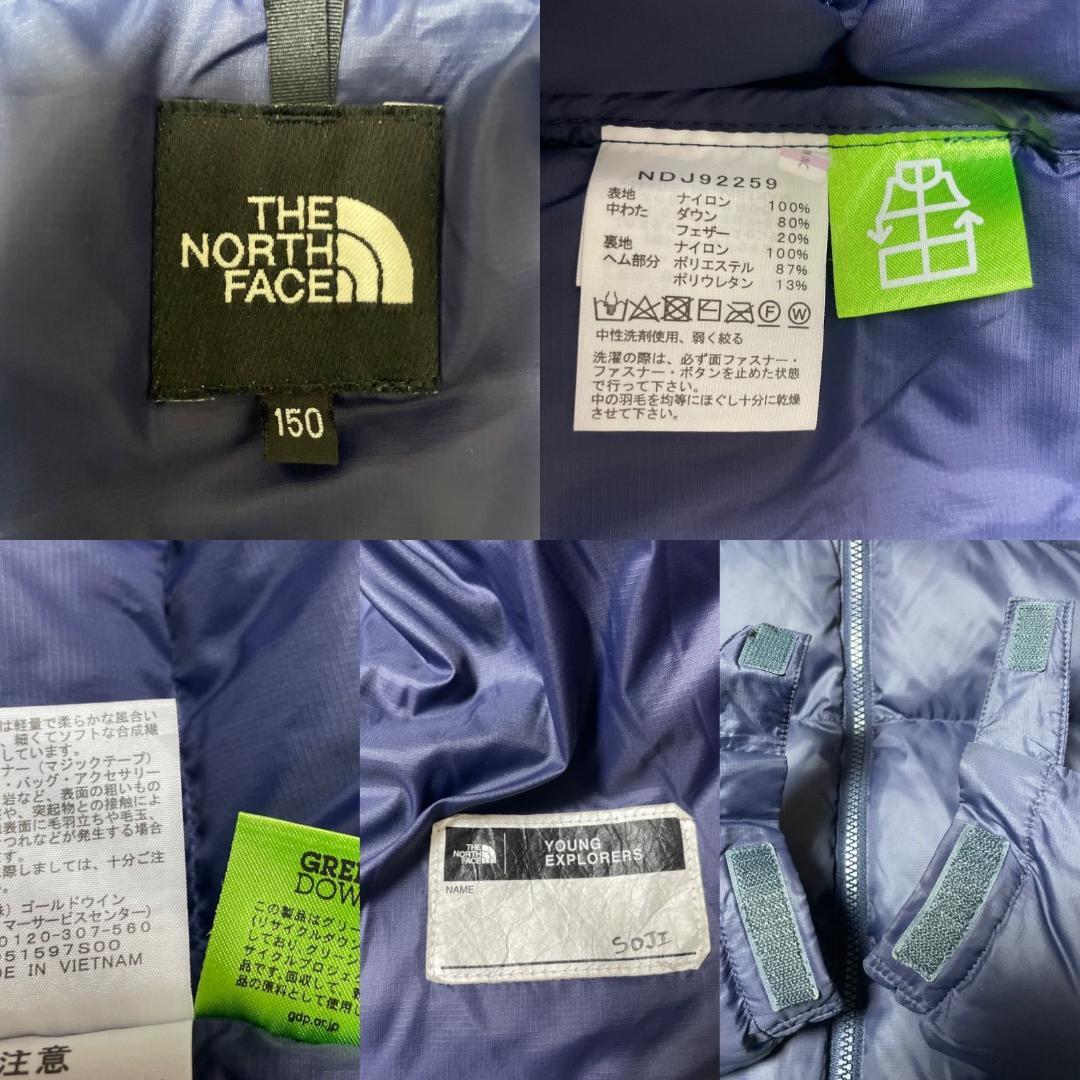 THE
NORTH
FACE
150
NDJ92259
表地 ナイロン 100%
中わた ダウン 80%
フェザー 20%
裏地 ナイロン 100%
ヘム部分 ポリエステル 87%
ポリウレタン 13%
中性洗剤使用、弱く絞る
洗濯の際は、必ず面ファスナー・
ファスナー・ボタンを止めた状態
で行って下さい。
中の羽毛を均等にほぐし十分に乾燥
させて下さい。
は軽量で柔らかな風合い
、細くてソフトな合成繊
しています。
ナー（マジックテープ）
・バッグ・アクセサリー
岩など、表面の粗いもの
や、突起物との接触によ
表面に毛羽立ちや毛玉、
つれなどが発生する場合
す。
際しましては、十分ご注
。
株）ゴールドウイン
マーサービスセンター）
0120-307-560
51597S00
DE IN VIETNAM
注意
GREE
DOW
この製品はグリー
(リサイクルダウン
しており グリーン
サイクルプロジェ
品です。回収して、
品の原料として使用し
gdp.or.jp
THE
NORTH
FACE
YOUNG
EXPLORERS
NAME
SOJI